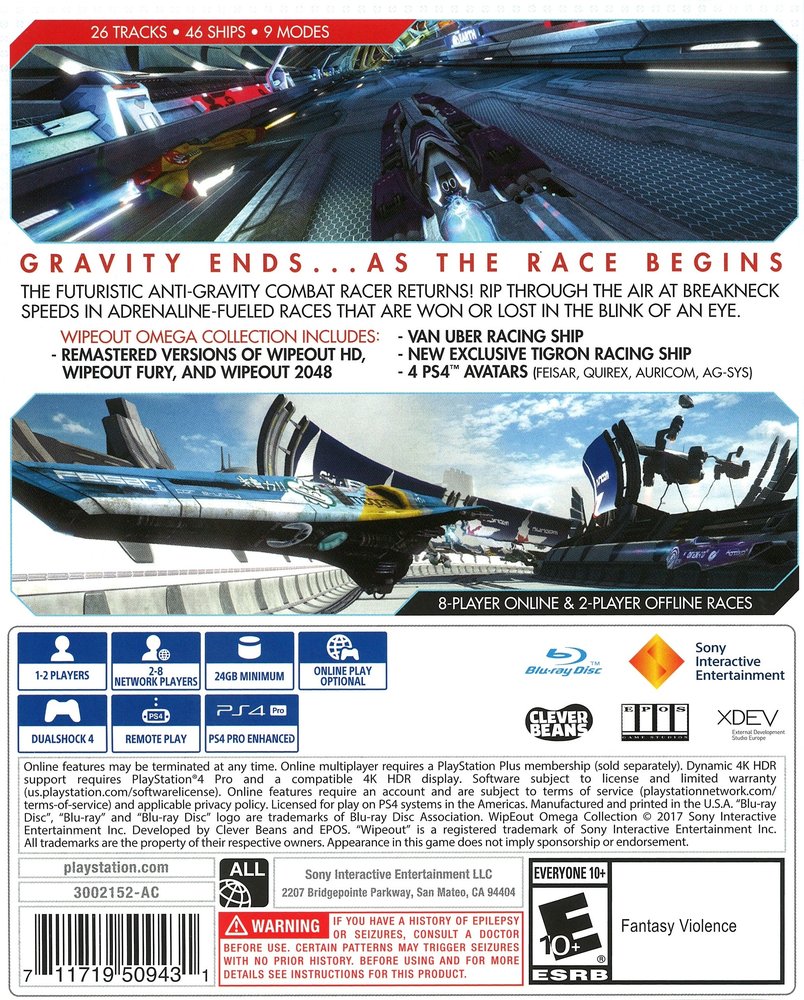 26 TRACKS • 46 SHIPS • 9 MODES
GRAVITY ENDS...AS THE RACE BEGINS
THE FUTURISTIC ANTI-GRAVITY COMBAT RACER RETURNS! RIP THROUGH THE AIR AT BREAKNECK
SPEEDS IN ADRENALINE-FUELED RACES THAT ARE WON OR LOST IN THE BLINK OF AN EYE.
WIPEOUT OMEGA COLLECTION INCLUDES:
- REMASTERED VERSIONS OF WIPEOUT HD,
WIPEOUT FURY, AND WIPEOUT 2048
- VAN UBER RACING SHIP
- NEW EXCLUSIVE TIGRON RACING SHIP
- 4 PS4™ AVATARS (FEISAR, QUIREX, AURICOM, AG-SYS)
8-PLAYER ONLINE & 2-PLAYER OFFLINE RACES
1-2 PLAYERS
2-8
NETWORK PLAYERS
24GB MINIMUM
ONLINE PLAY
OPTIONAL
DUALSHOCK 4
PS4
REMOTE PLAY
PS4 Pro
PS4 PRO ENHANCED
Blu-ray Disc™
Sony
Interactive
Entertainment
CLEVER
BEANS
EPOS
GAME STUDIOS
XDEV
External Development
Studio Europe
Online features may be terminated at any time. Online multiplayer requires a PlayStation Plus membership (sold separately). Dynamic 4K HDR
support requires PlayStation®4 Pro and a compatible 4K HDR display. Software subject to license and limited warranty
(us.playstation.com/softwarelicense). Online features require an account and are subject to terms of service (playstationnetwork.com/
terms-of-service) and applicable privacy policy. Licensed for play on PS4 systems in the Americas. Manufactured and printed in the U.S.A. “Blu-ray
Disc”, “Blu-ray” and “Blu-ray Disc” logo are trademarks of Blu-ray Disc Association. WipEout Omega Collection © 2017 Sony Interactive
Entertainment Inc. Developed by Clever Beans and EPOS. “Wipeout” is a registered trademark of Sony Interactive Entertainment Inc.
All trademarks are the property of their respective owners. Appearance in this game does not imply sponsorship or endorsement.
playstation.com
3002152-AC
ALL
Sony Interactive Entertainment LLC
2207 Bridgepointe Parkway, San Mateo, CA 94404
WARNING
IF YOU HAVE A HISTORY OF EPILEPSY
OR SEIZURES, CONSULT A DOCTOR
BEFORE USE. CERTAIN PATTERNS MAY TRIGGER SEIZURES
WITH NO PRIOR HISTORY. BEFORE USING AND FOR MORE
DETAILS SEE INSTRUCTIONS FOR THIS PRODUCT.
7 11719 50943 1
EVERYONE 10+
E
10+
®
ESRB
Fantasy Violence